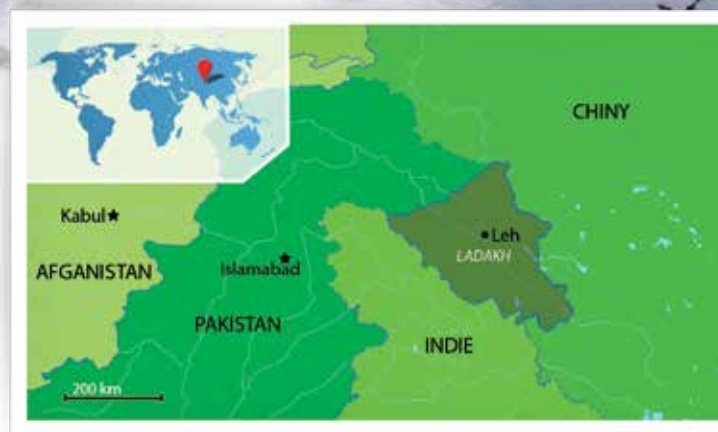 CHINY
Kabul
Leh
LADAKH
AFGANISTAN
Islamabad
PAKISTAN
INDIE
200 km